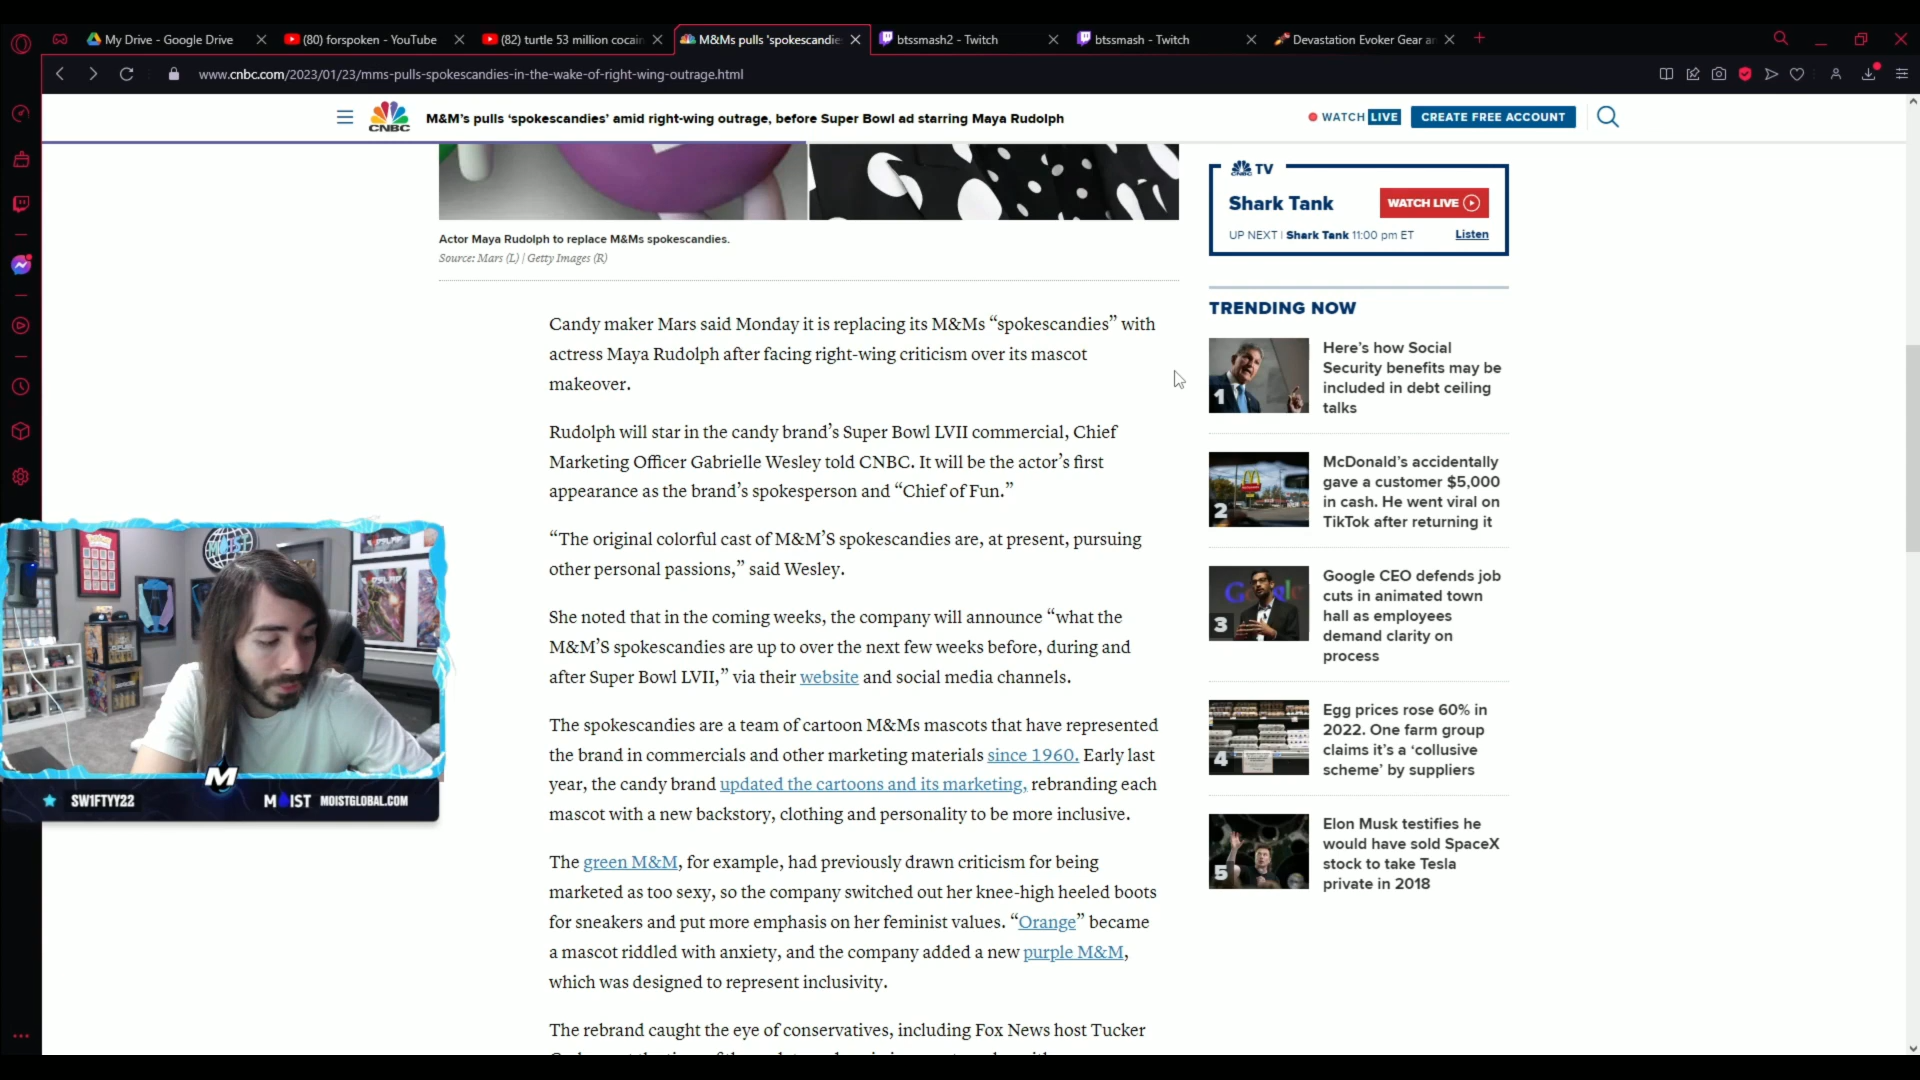 My Drive - Google Drive
(80) forspoken - YouTube
(82) turtle 53 million cocain
M&Ms pulls 'spokescandie
btssmash2 - Twitch
btssmash - Twitch
Devastation Evoker Gear an
www.cnbc.com/2023/01/23/mms-pulls-spokescandies-in-the-wake-of-right-wing-outrage.html
CNBC
M&M's pulls ‘spokescandies’ amid right-wing outrage, before Super Bowl ad starring Maya Rudolph
WATCH LIVE
CREATE FREE ACCOUNT
Actor Maya Rudolph to replace M&Ms spokescandies.
Source: Mars (L) | Getty Images (R)
Candy maker Mars said Monday it is replacing its M&Ms “spokescandies” with
actress Maya Rudolph after facing right-wing criticism over its mascot
makeover.
Rudolph will star in the candy brand’s Super Bowl LVII commercial, Chief
Marketing Officer Gabrielle Wesley told CNBC. It will be the actor’s first
appearance as the brand’s spokesperson and “Chief of Fun.”
“The original colorful cast of M&M’S spokescandies are, at present, pursuing
other personal passions,” said Wesley.
She noted that in the coming weeks, the company will announce “what the
M&M’S spokescandies are up to over the next few weeks before, during and
after Super Bowl LVII,” via their website and social media channels.
The spokescandies are a team of cartoon M&Ms mascots that have represented
the brand in commercials and other marketing materials since 1960. Early last
year, the candy brand updated the cartoons and its marketing, rebranding each
mascot with a new backstory, clothing and personality to be more inclusive.
The green M&M, for example, had previously drawn criticism for being
marketed as too sexy, so the company switched out her knee-high heeled boots
for sneakers and put more emphasis on her feminist values. “Orange” became
a mascot riddled with anxiety, and the company added a new purple M&M,
which was designed to represent inclusivity.
The rebrand caught the eye of conservatives, including Fox News host Tucker
TV
Shark Tank
WATCH LIVE
UP NEXT | Shark Tank 11:00 pm ET
Listen
TRENDING NOW
1
Here’s how Social
Security benefits may be
included in debt ceiling
talks
2
McDonald’s accidentally
gave a customer $5,000
in cash. He went viral on
TikTok after returning it
3
Google CEO defends job
cuts in animated town
hall as employees
demand clarity on
process
4
Egg prices rose 60% in
2022. One farm group
claims it’s a ‘collusive
scheme’ by suppliers
5
Elon Musk testifies he
would have sold SpaceX
stock to take Tesla
private in 2018
MOIST
M
SW1FTYY22
MOIST
MOISTGLOBAL.COM